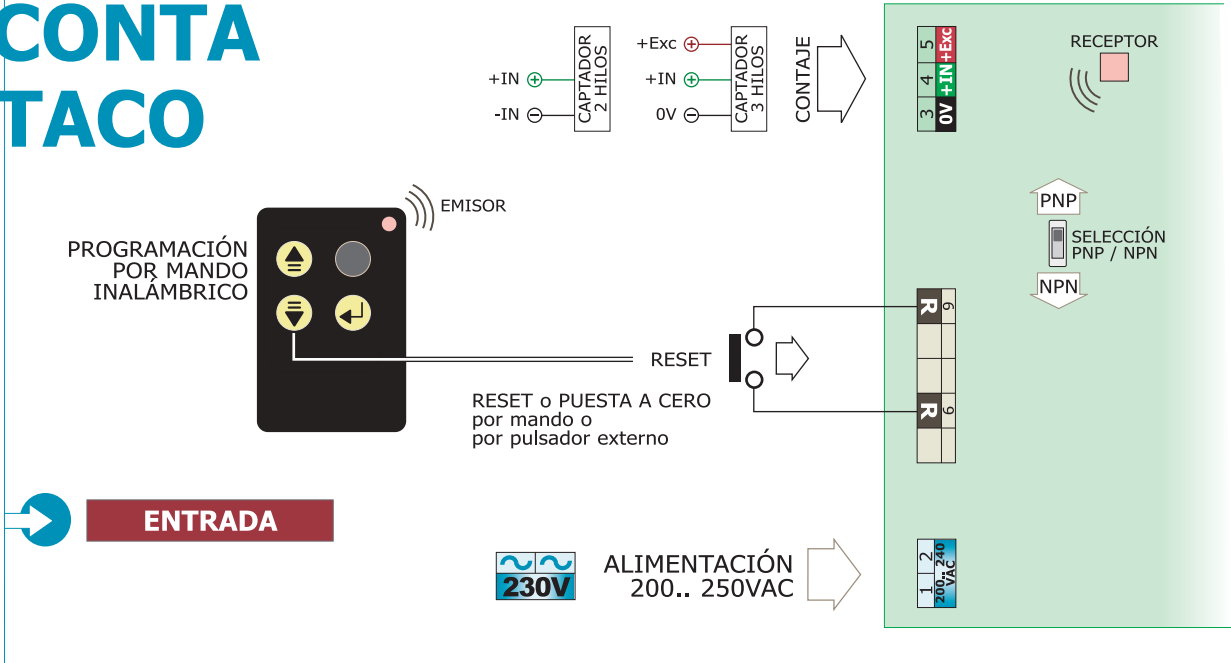 CONTA
TACO
+IN
-IN
CAPTADOR
2 HILOS
+Exc
+IN
0V
CAPTADOR
3 HILOS
CONTAJE
5
4
3
+Exc
+IN
0V
RECEPTOR
EMISOR
PROGRAMACIÓN
POR MANDO
INALÁMBRICO
PNP
SELECCIÓN
PNP / NPN
NPN
RESET
RESET o PUESTA A CERO
por mando o
por pulsador externo
R 9
R 6
ENTRADA
230V
ALIMENTACIÓN
200.. 250VAC
1 2
200.. 240
VAC